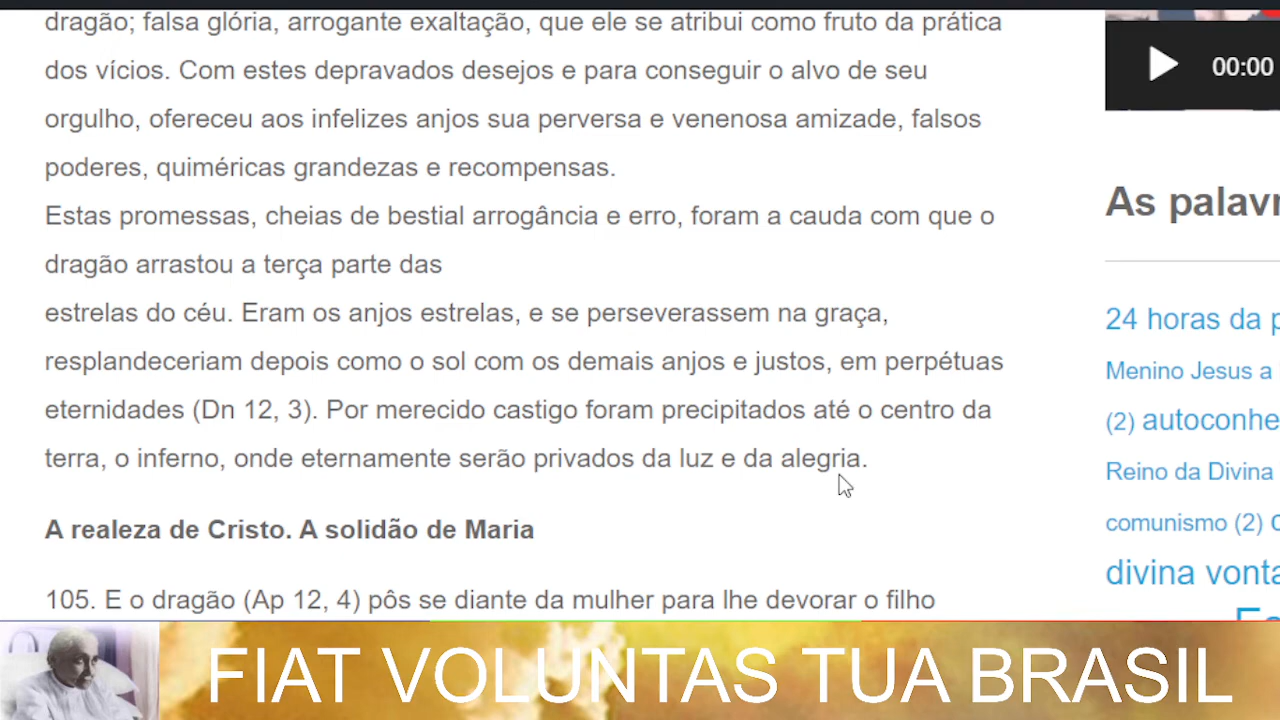 dragão; falsa glória, arrogante exaltação, que ele se atribui como fruto da prática
dos vícios. Com estes depravados desejos e para conseguir o alvo de seu
orgulho, ofereceu aos infelizes anjos sua perversa e venenosa amizade, falsos
poderes, quiméricas grandezas e recompensas.
Estas promessas, cheias de bestial arrogância e erro, foram a cauda com que o
dragão arrastou a terça parte das
estrelas do céu. Eram os anjos estrelas, e se perseverassem na graça,
resplandeceriam depois como o sol com os demais anjos e justos, em perpétuas
eternidades (Dn 12, 3). Por merecido castigo foram precipitados até o centro da
terra, o inferno, onde eternamente serão privados da luz e da alegria.
A realeza de Cristo. A solidão de Maria
105. E o dragão (Ap 12, 4) pôs se diante da mulher para lhe devorar o filho
00:00
As palavr
24 horas da p
Menino Jesus a
(2) autoconhe
Reino da Divina
comunismo (2)
divina vonta
FIAT VOLUNTAS TUA BRASIL